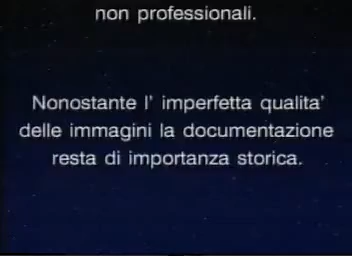 non professionali.
Nonostante l' imperfetta qualita'
delle immagini la documentazione
resta di importanza storica.